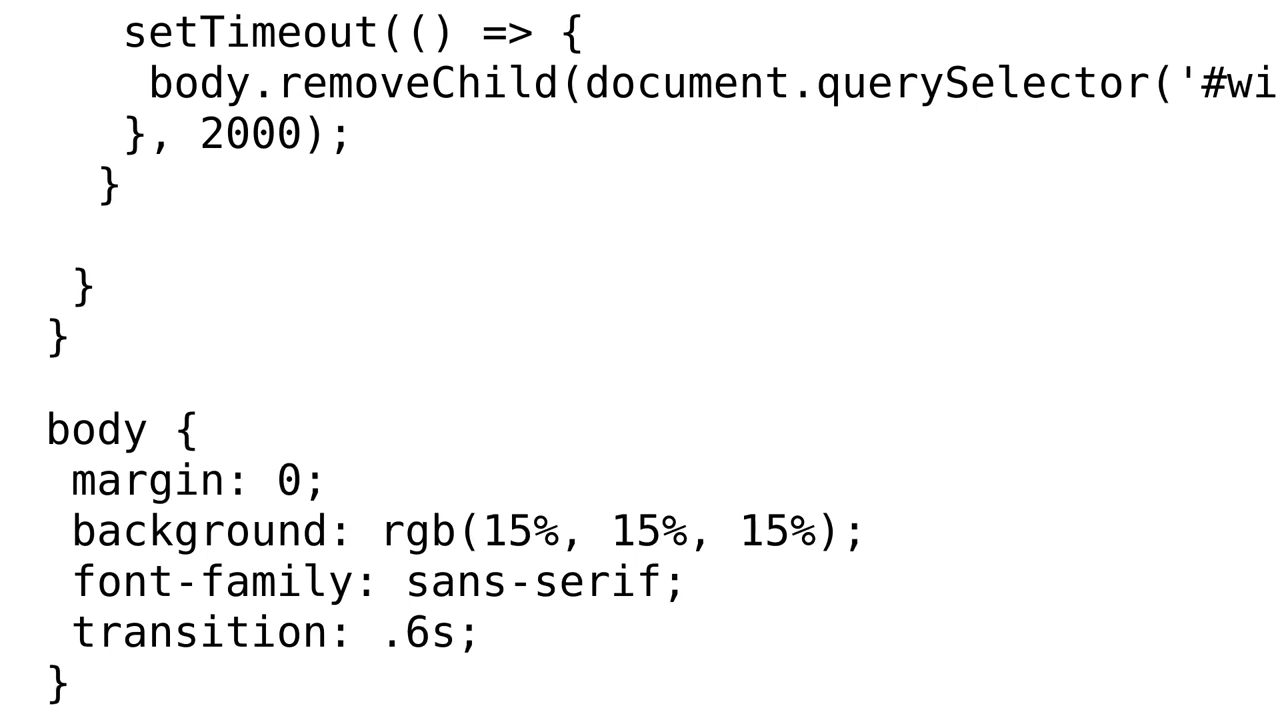 setTimeout(() => {
body.removeChild(document.querySelector('#wi
}, 2000);
}
}
}
body {
margin: 0;
background: rgb(15%, 15%, 15%);
font-family: sans-serif;
transition: .6s;
}